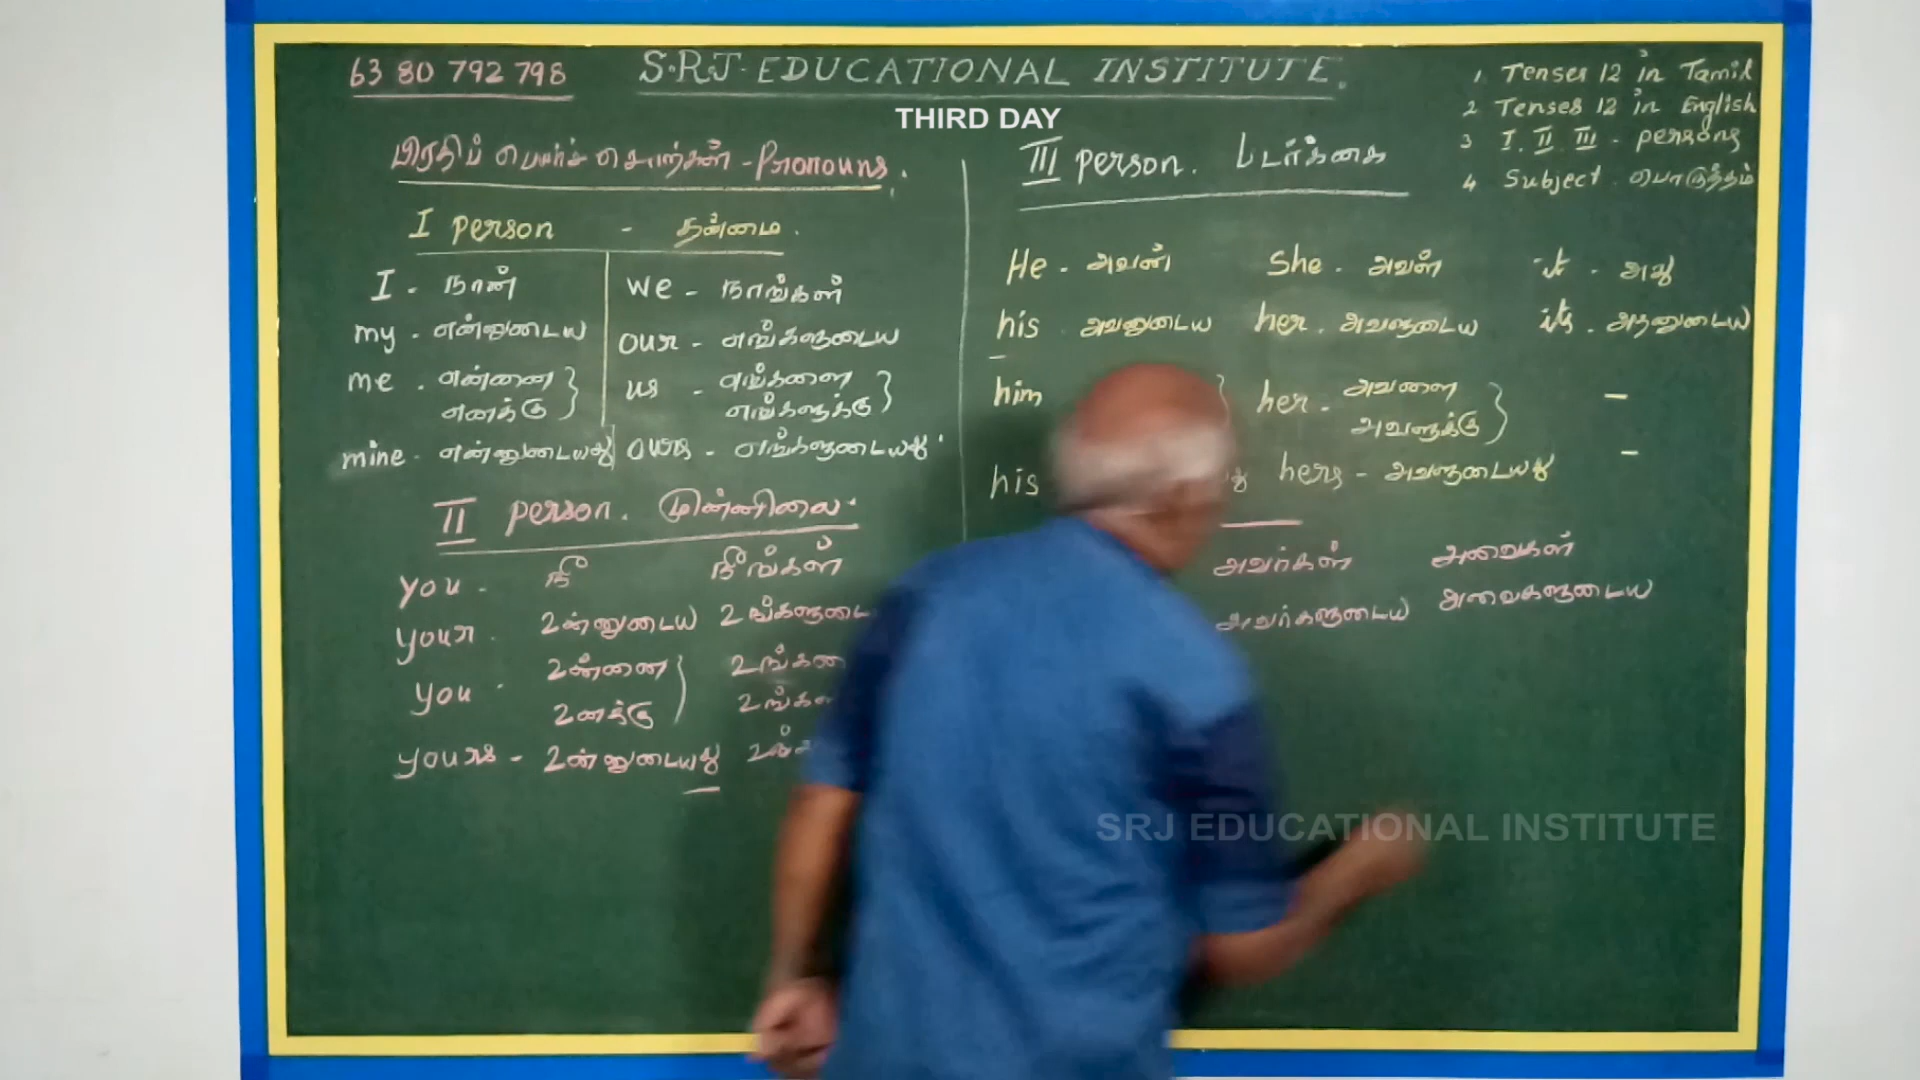 63 80 792 798
S.R.J. EDUCATIONAL INSTITUTE.
THIRD DAY
1 Tenses 12 in Tamil
2 Tenses 12 in English
3 I. II. III - persons
4 Subject. பொருத்தம்
பிரதிப் பெயர்ச் சொற்கள் - Pronouns.
I person - தன்மை.
I - நான்
we - நாங்கள்
my - என்னுடைய
our - எங்களுடைய
me - என்னை
எனக்கு
us - எங்களை
எங்களுக்கு
mine - என்னுடையது
ours - எங்களுடையது
II person. முன்னிலை.
you - நீ நீங்கள்
your. உன்னுடைய உங்களுடை
you - உன்னை
உனக்கு
yours - உன்னுடையது
III person. படர்க்கை
He - அவன் She - அவள் it - அது
his - அவனுடைய her - அவளுடைய its - அதனுடைய
him her - அவளை
அவளுக்கு
his hers - அவளுடையது
அவர்கள் அவைகள்
அவர்களுடைய அவைகளுடைய
SRJ EDUCATIONAL INSTITUTE